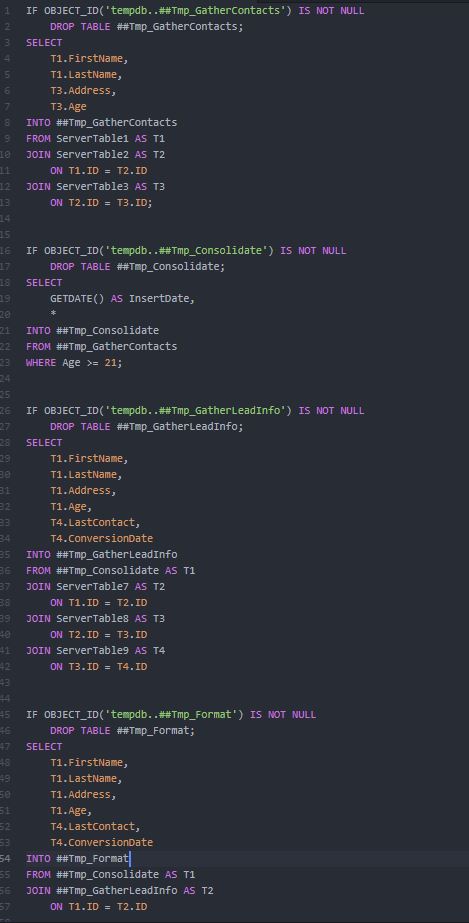 1 IF OBJECT_ID('tempdb..##Tmp_GatherContacts') IS NOT NULL
2     DROP TABLE ##Tmp_GatherContacts;
3 SELECT
4     T1.FirstName,
5     T1.LastName,
6     T3.Address,
7     T3.Age
8 INTO ##Tmp_GatherContacts
9 FROM ServerTable1 AS T1
10 JOIN ServerTable2 AS T2
11     ON T1.ID = T2.ID
12 JOIN ServerTable3 AS T3
13     ON T2.ID = T3.ID;
14
15
16 IF OBJECT_ID('tempdb..##Tmp_Consolidate') IS NOT NULL
17     DROP TABLE ##Tmp_Consolidate;
18 SELECT
19     GETDATE() AS InsertDate,
20     *
21 INTO ##Tmp_Consolidate
22 FROM ##Tmp_GatherContacts
23 WHERE Age >= 21;
24
25
26 IF OBJECT_ID('tempdb..##Tmp_GatherLeadInfo') IS NOT NULL
27     DROP TABLE ##Tmp_GatherLeadInfo;
28 SELECT
29     T1.FirstName,
30     T1.LastName,
31     T1.Address,
32     T1.Age,
33     T4.LastContact,
34     T4.ConversionDate
35 INTO ##Tmp_GatherLeadInfo
36 FROM ##Tmp_Consolidate AS T1
37 JOIN ServerTable7 AS T2
38     ON T1.ID = T2.ID
39 JOIN ServerTable8 AS T3
40     ON T2.ID = T3.ID
41 JOIN ServerTable9 AS T4
42     ON T3.ID = T4.ID
43
44
45 IF OBJECT_ID('tempdb..##Tmp_Format') IS NOT NULL
46     DROP TABLE ##Tmp_Format;
47 SELECT
48     T1.FirstName,
49     T1.LastName,
50     T1.Address,
51     T1.Age,
52     T4.LastContact,
53     T4.ConversionDate
54 INTO ##Tmp_Format
55 FROM ##Tmp_Consolidate AS T1
56 JOIN ##Tmp_GatherLeadInfo AS T2
57     ON T1.ID = T2.ID